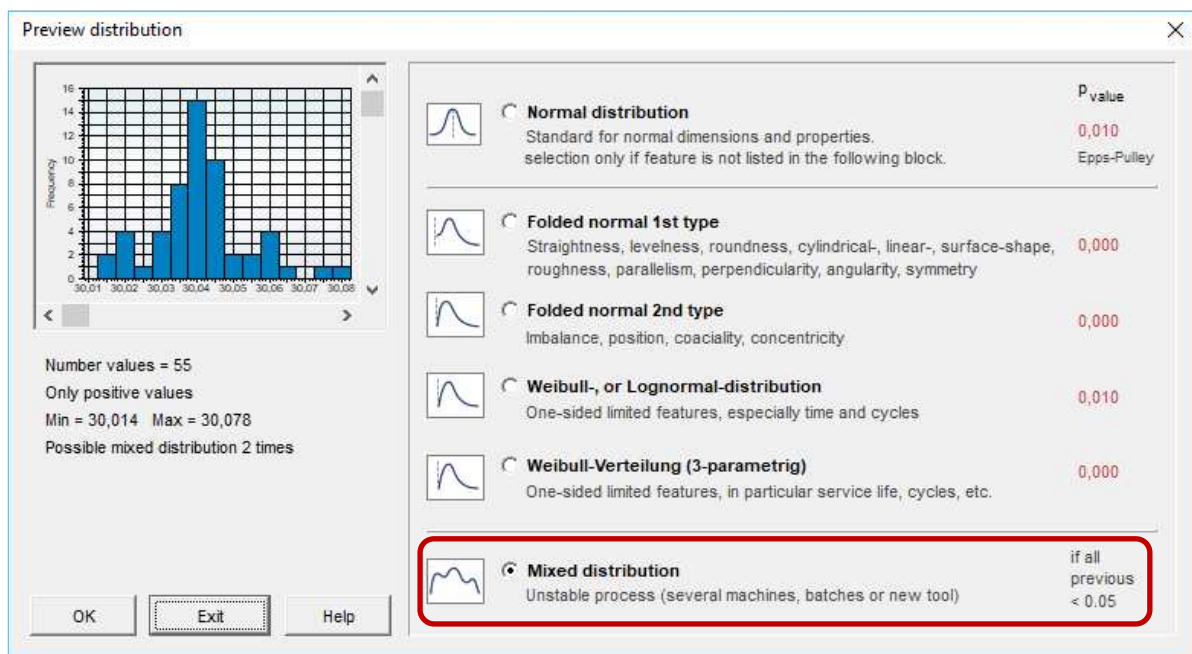 Preview distribution
16
14
12
10
8
6
4
2
0
Frequency
30,01 30,02 30,03 30,04 30,05 30,06 30,07 30,08
Number values = 55
Only positive values
Min = 30,014 Max = 30,078
Possible mixed distribution 2 times
OK
Exit
Help
P value
Normal distribution
Standard for normal dimensions and properties.
selection only if feature is not listed in the following block.
0,010
Epps-Pulley
Folded normal 1st type
Straightness, levelness, roundness, cylindrical-, linear-, surface-shape,
roughness, parallelism, perpendicularity, angularity, symmetry
0,000
Folded normal 2nd type
Imbalance, position, coaciality, concentricity
0,000
Weibull-, or Lognormal-distribution
One-sided limited features, especially time and cycles
0,010
Weibull-Verteilung (3-parametrig)
One-sided limited features, in particular service life, cycles, etc.
0,000
Mixed distribution
Unstable process (several machines, batches or new tool)
if all
previous
< 0.05